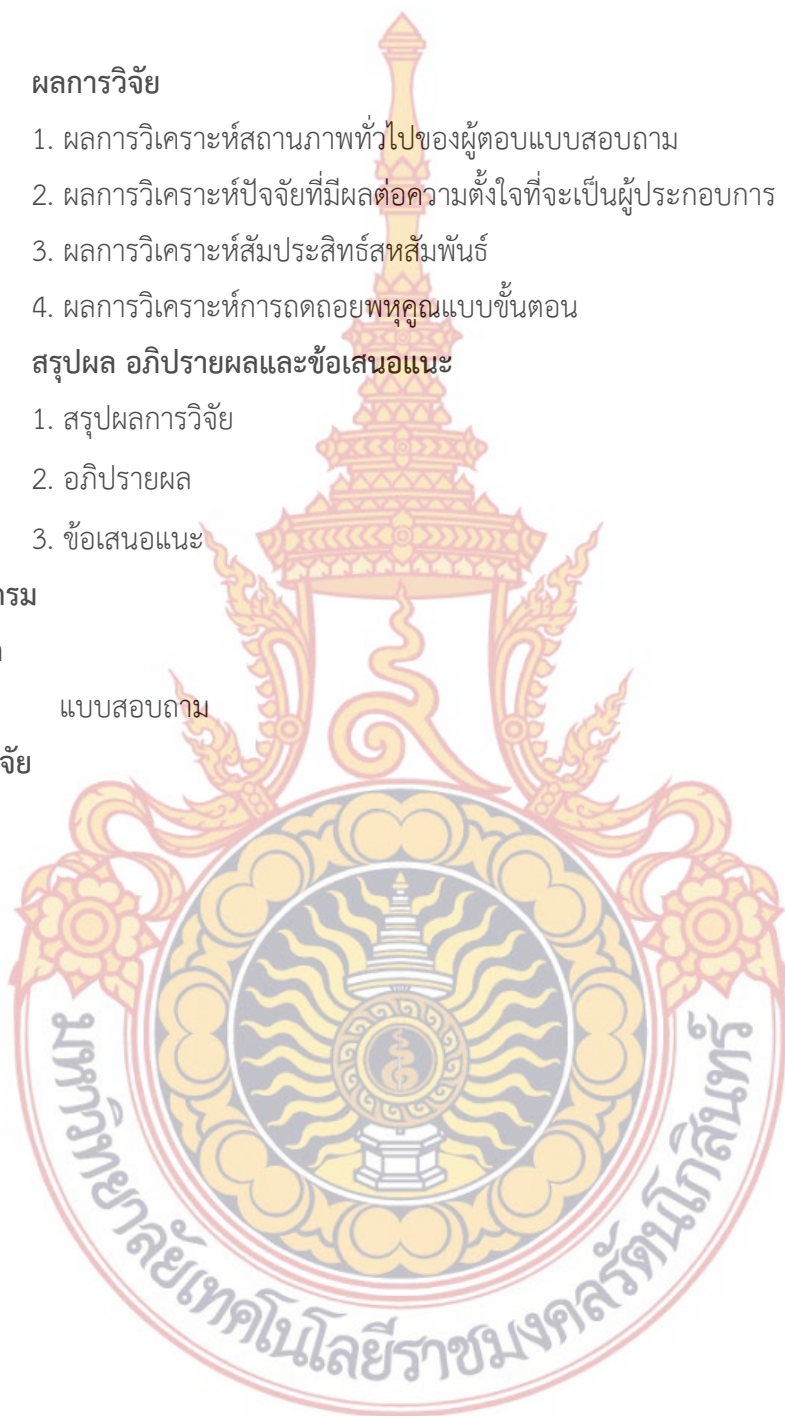 ผลการวิจัย
1. ผลการวิเคราะห์สถานภาพทั่วไปของผู้ตอบแบบสอบถาม
2. ผลการวิเคราะห์ปัจจัยที่มีผลต่อความตั้งใจที่จะเป็นผู้ประกอบการ
3. ผลการวิเคราะห์สัมประสิทธ์สหสัมพันธ์
4. ผลการวิเคราะห์การถดถอยพหุคูณแบบขั้นตอน
สรุปผล อภิปรายผลและข้อเสนอแนะ
1. สรุปผลการวิจัย
2. อภิปรายผล
3. ข้อเสนอแนะ
แบบสอบถาม
มหาวิทยาลัยเทคโนโลยีราชมงคลรัตนโกสินทร์